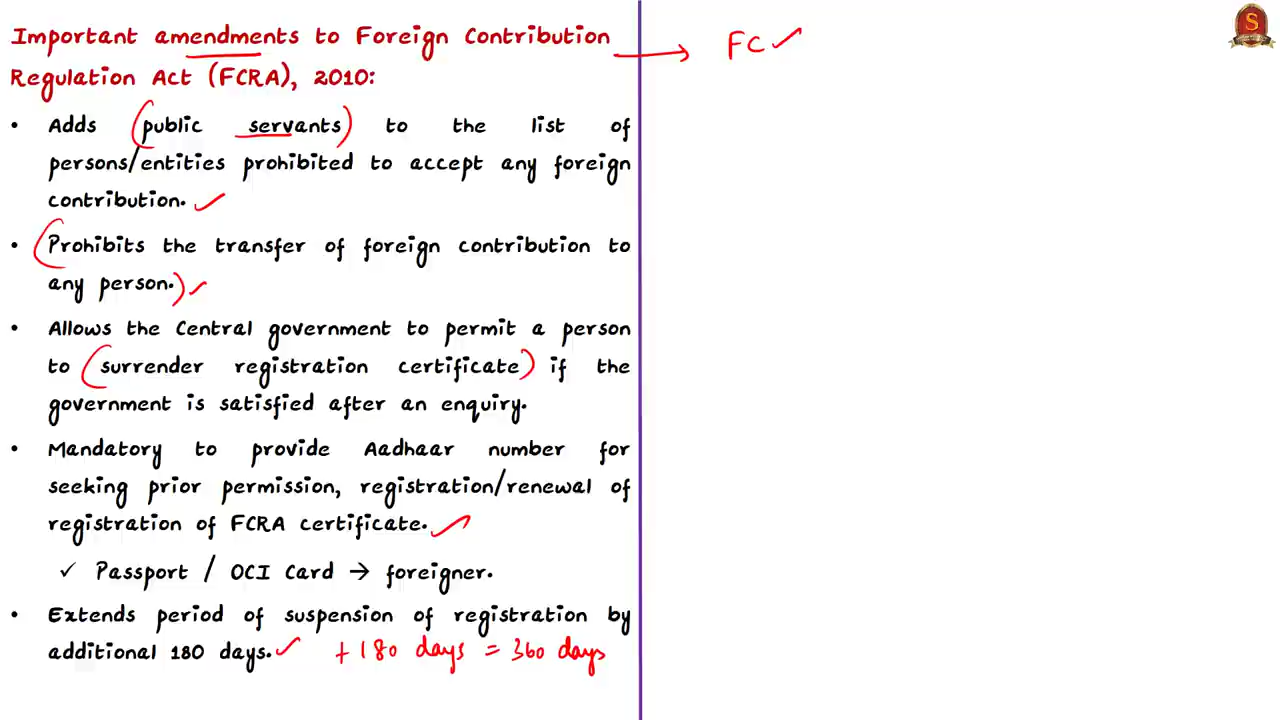 Important amendments to Foreign Contribution
Regulation Act (FCRA), 2010:
• Adds public servants to the list of
persons/entities prohibited to accept any foreign
contribution.
• Prohibits the transfer of foreign contribution to
any person.
• Allows the Central government to permit a person
to surrender registration certificate if the
government is satisfied after an enquiry.
• Mandatory to provide Aadhaar number for
seeking prior permission, registration/renewal of
registration of FCRA certificate.
✓ Passport / OCI Card → foreigner.
• Extends period of suspension of registration by
additional 180 days. + 180 days = 360 days
→ FC ✓
S